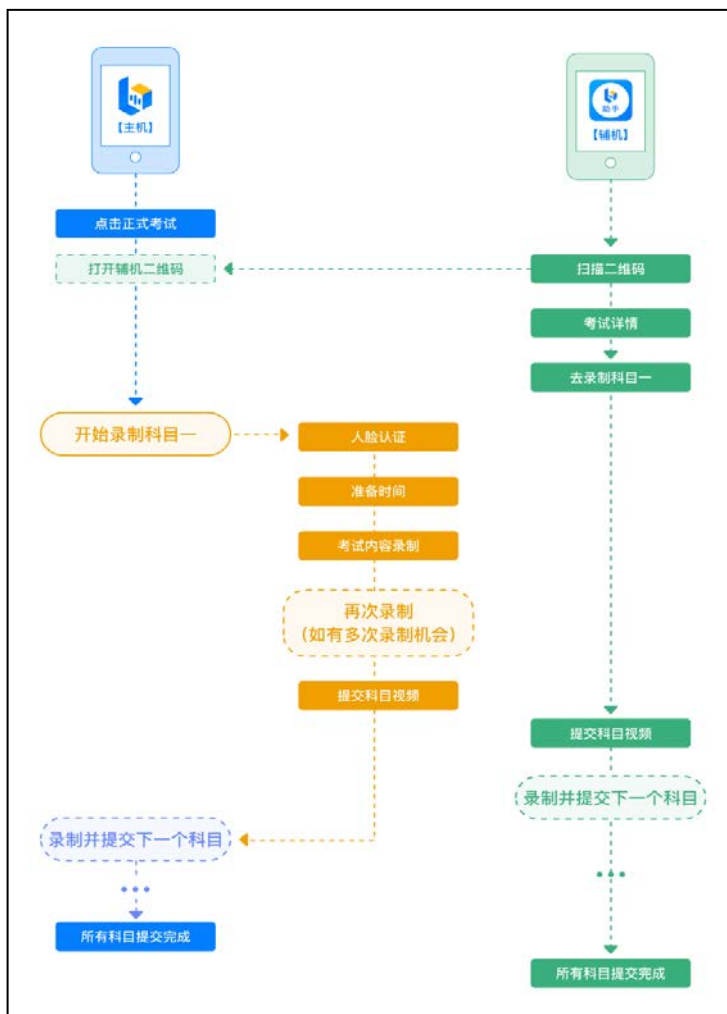 【主机】
助手
【辅机】
点击正式考试
打开辅机二维码
扫描二维码
考试详情
去录制科目一
开始录制科目一
人脸认证
准备时间
考试内容录制
再次录制
（如有多次录制机会）
提交科目视频
提交科目视频
录制并提交下一个科目
录制并提交下一个科目
所有科目提交完成
所有科目提交完成